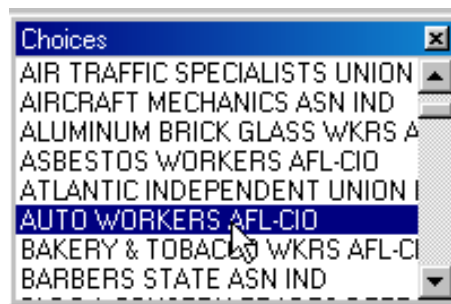 Choices
AIR TRAFFIC SPECIALISTS UNION
AIRCRAFT MECHANICS ASN IND
ALUMINUM BRICK GLASS WKRS A
ASBESTOS WORKERS AFL-CIO
ATLANTIC INDEPENDENT UNION
AUTO WORKERS AFL-CIO
BAKERY & TOBACCO WKRS AFL-CI
BARBERS STATE ASN IND